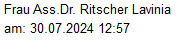 Frau Ass.Dr. Ritscher Lavinia
am: 30.07.2024 12:57